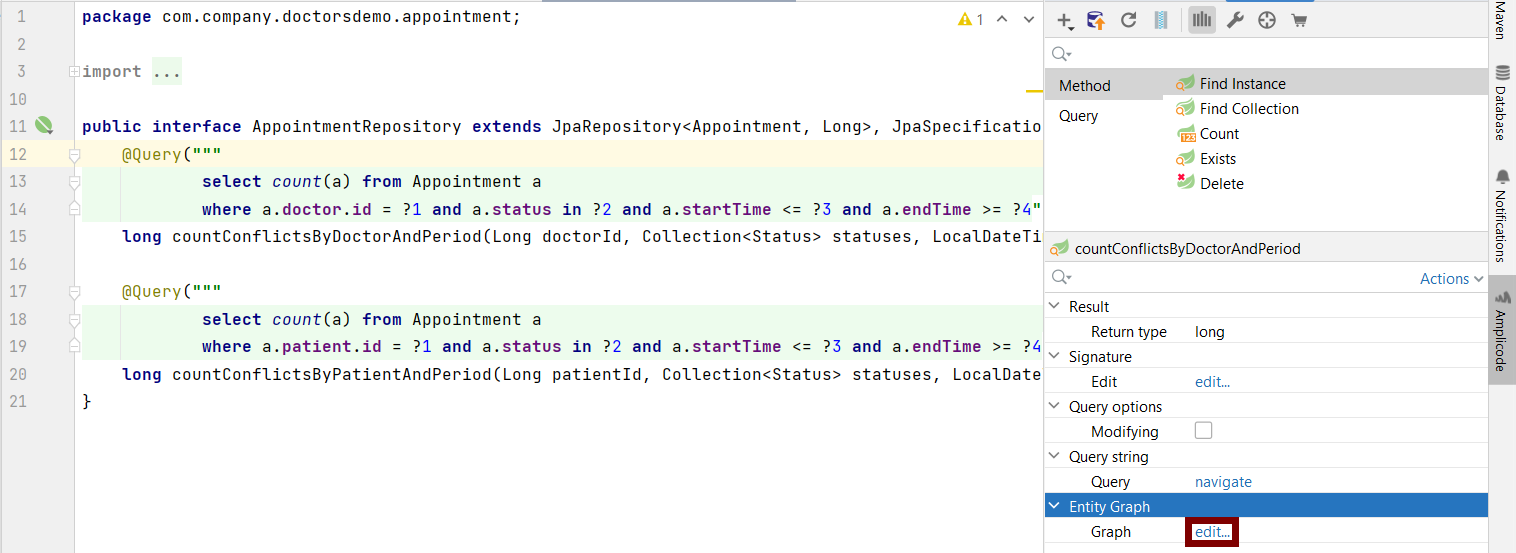 1 package com.company.doctorsdemo.appointment;
1
2
3 import ...
10
11 public interface AppointmentRepository extends JpaRepository<Appointment, Long>, JpaSpecification
12 @Query("""
13 select count(a) from Appointment a
14 where a.doctor.id = ?1 and a.status in ?2 and a.startTime <= ?3 and a.endTime >= ?4"
15 long countConflictsByDoctorAndPeriod(Long doctorId, Collection<Status> statuses, LocalDateTi
16
17 @Query("""
18 select count(a) from Appointment a
19 where a.patient.id = ?1 and a.status in ?2 and a.startTime <= ?3 and a.endTime >= ?4
20 long countConflictsByPatientAndPeriod(Long patientId, Collection<Status> statuses, LocalDate
21 }
Method
Query
Find Instance
Find Collection
123
Count
Exists
Delete
countConflictsByDoctorAndPeriod
Actions
Result
Return type long
Signature
Edit edit...
Query options
Modifying
Query string
Query navigate
Entity Graph
Graph edit...
Maven
Database
Notifications
Amplicode